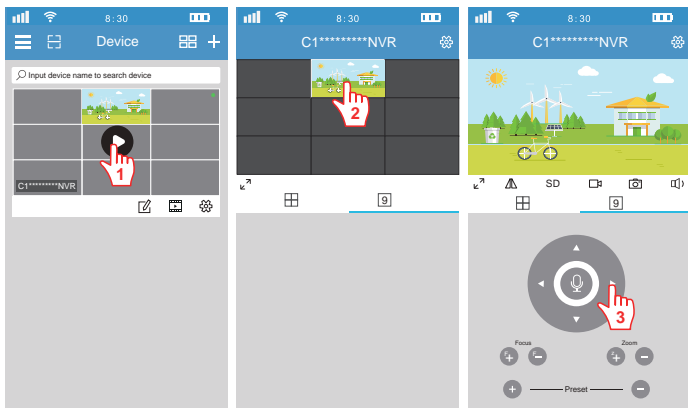 8:30
Device
Input device name to search device
1
C1*********NVR
8:30
C1*********NVR
2
9
8:30
C1*********NVR
SD
9
3
Focus
Zoom
F+
F-
Z+
Preset